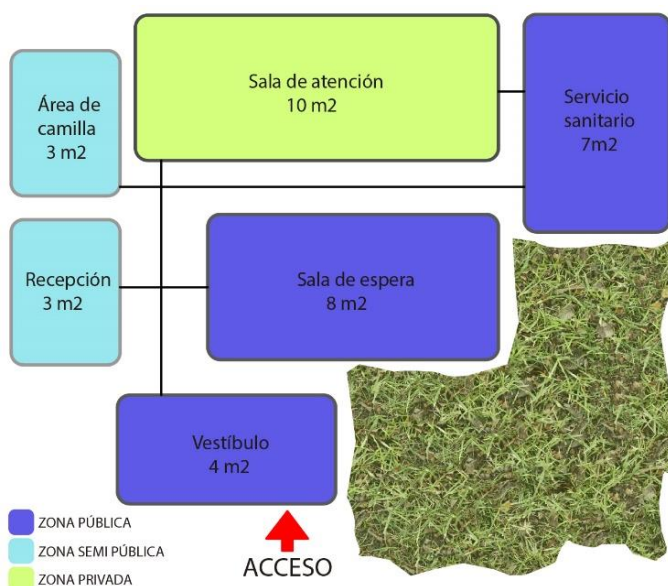 Sala de atención
10 m2
Área de
camilla
3 m2
Servicio
sanitario
7m2
Recepción
3 m2
Sala de espera
8 m2
Vestíbulo
4 m2
ZONA PÚBLICA
ZONA SEMI PÚBLICA
ZONA PRIVADA
ACCESO